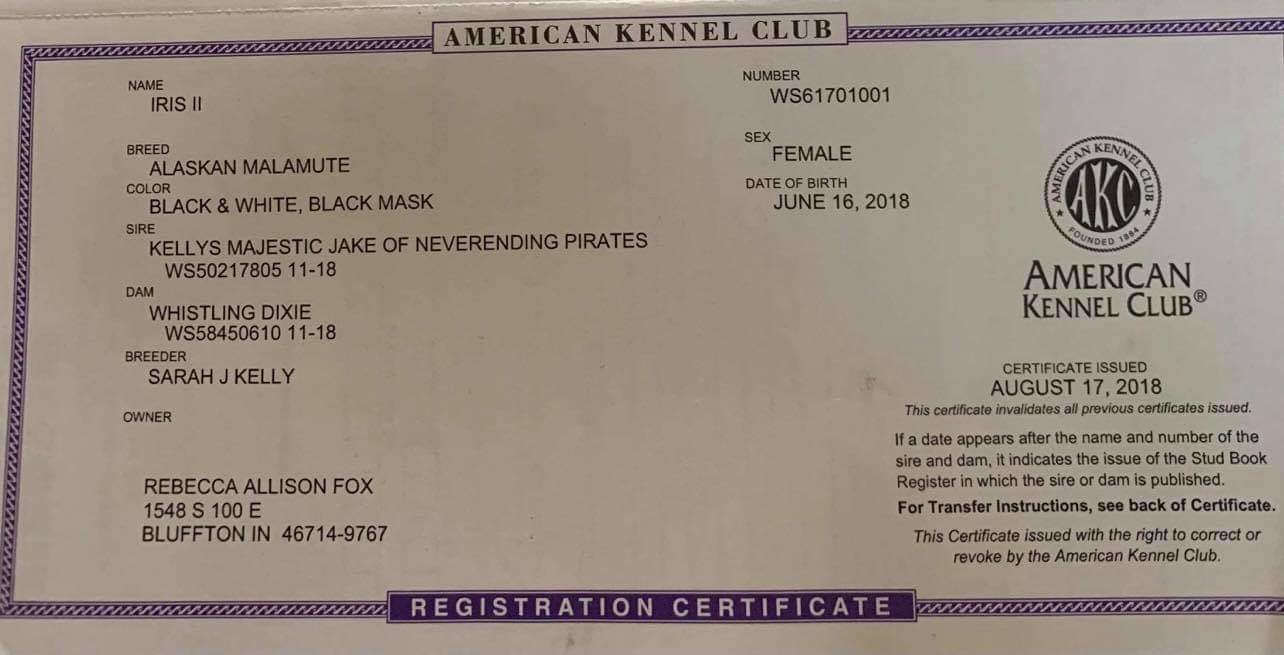 AMERICAN KENNEL CLUB
NAME
IRIS II
NUMBER
WS61701001
BREED
ALASKAN MALAMUTE
SEX
FEMALE
COLOR
BLACK & WHITE, BLACK MASK
DATE OF BIRTH
JUNE 16, 2018
SIRE
KELLYS MAJESTIC JAKE OF NEVERENDING PIRATES
WS50217805 11-18
DAM
WHISTLING DIXIE
WS58450610 11-18
BREEDER
SARAH J KELLY
OWNER
REBECCA ALLISON FOX
1548 S 100 E
BLUFFTON IN 46714-9767
AMERICAN KENNEL CLUB
AKC
FOUNDED 1884
AMERICAN
KENNEL CLUB®
CERTIFICATE ISSUED
AUGUST 17, 2018
This certificate invalidates all previous certificates issued.
If a date appears after the name and number of the
sire and dam, it indicates the issue of the Stud Book
Register in which the sire or dam is published.
For Transfer Instructions, see back of Certificate.
This Certificate issued with the right to correct or
revoke by the American Kennel Club.
REGISTRATION CERTIFICATE